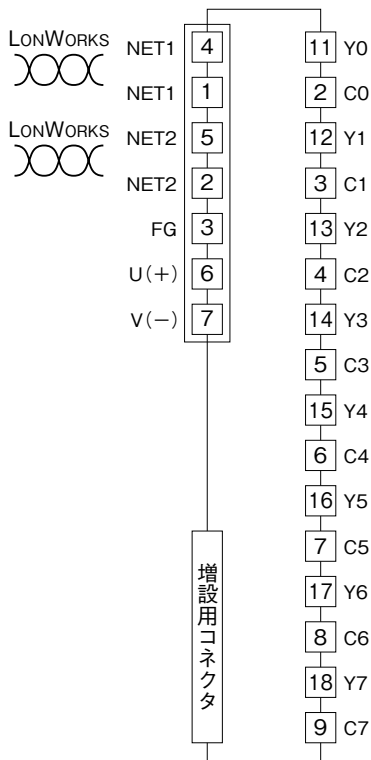 LONWORKS
NET1 4
NET1 1
LONWORKS
NET2 5
NET2 2
FG 3
U(+) 6
V(−) 7
増設用コネクタ
11 Y0
2 C0
12 Y1
3 C1
13 Y2
4 C2
14 Y3
5 C3
15 Y4
6 C4
16 Y5
7 C5
17 Y6
8 C6
18 Y7
9 C7